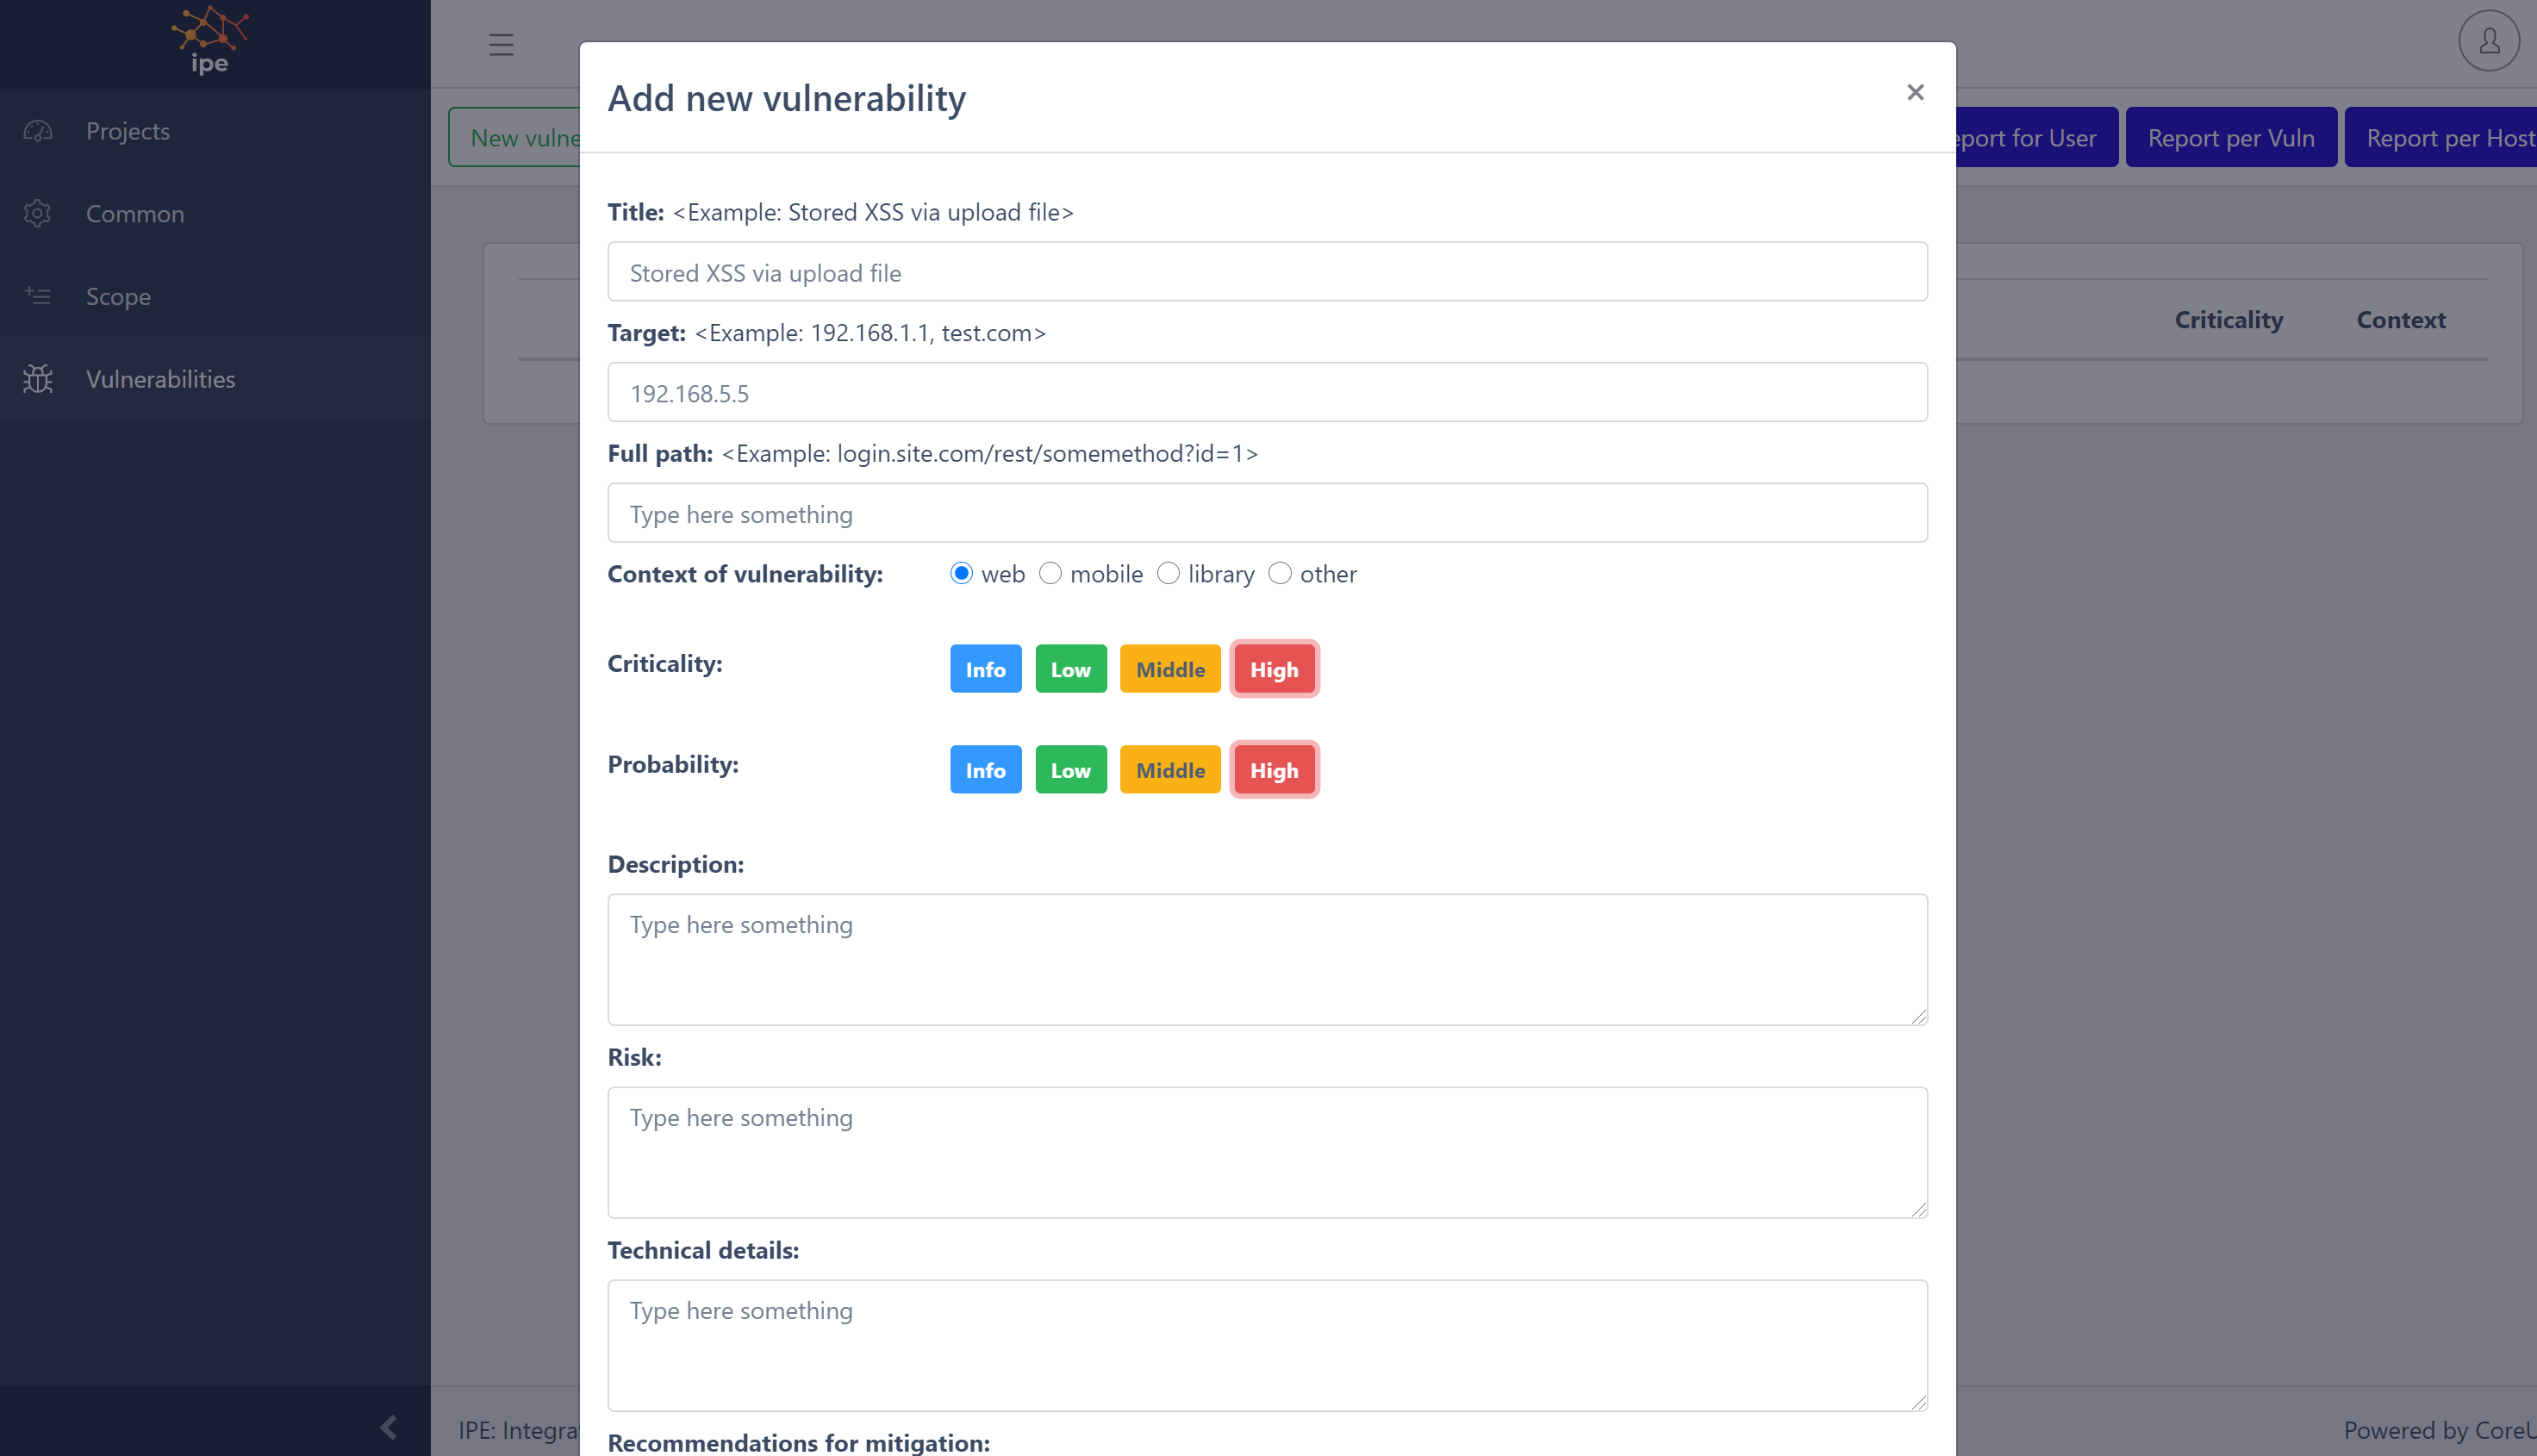 ipe
Projects
Common
Scope
Vulnerabilities
New vulne
port for User
Report per Vuln
Report per Host
Criticality
Context
Add new vulnerability
×
Title: <Example: Stored XSS via upload file>
Stored XSS via upload file
Target: <Example: 192.168.1.1, test.com>
192.168.5.5
Full path: <Example: login.site.com/rest/somemethod?id=1>
Type here something
Context of vulnerability: web mobile library other
Criticality: Info Low Middle High
Probability: Info Low Middle High
Description:
Type here something
Risk:
Type here something
Technical details:
Type here something
Recommendations for mitigation:
IPE: Integra
Powered by CoreU